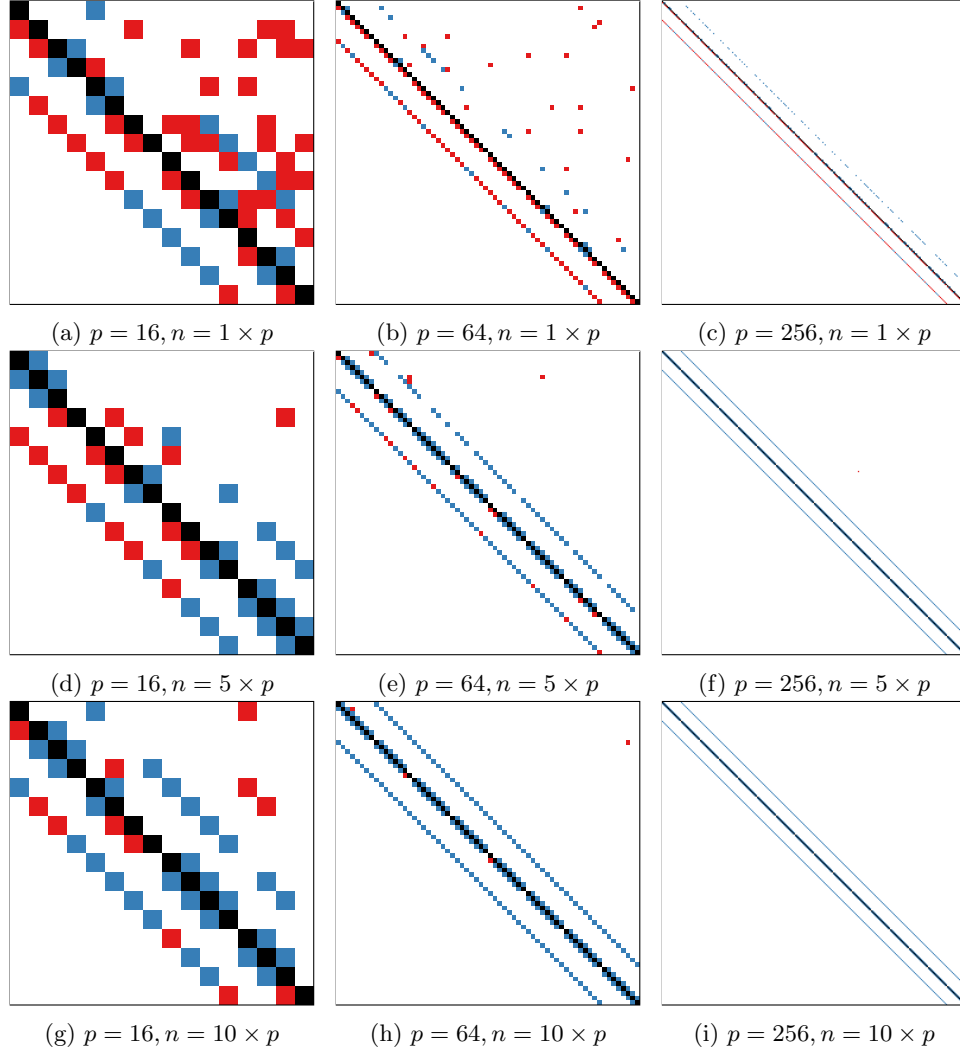 (a) p = 16, n = 1 × p
(b) p = 64, n = 1 × p
(c) p = 256, n = 1 × p
(d) p = 16, n = 5 × p
(e) p = 64, n = 5 × p
(f) p = 256, n = 5 × p
(g) p = 16, n = 10 × p
(h) p = 64, n = 10 × p
(i) p = 256, n = 10 × p